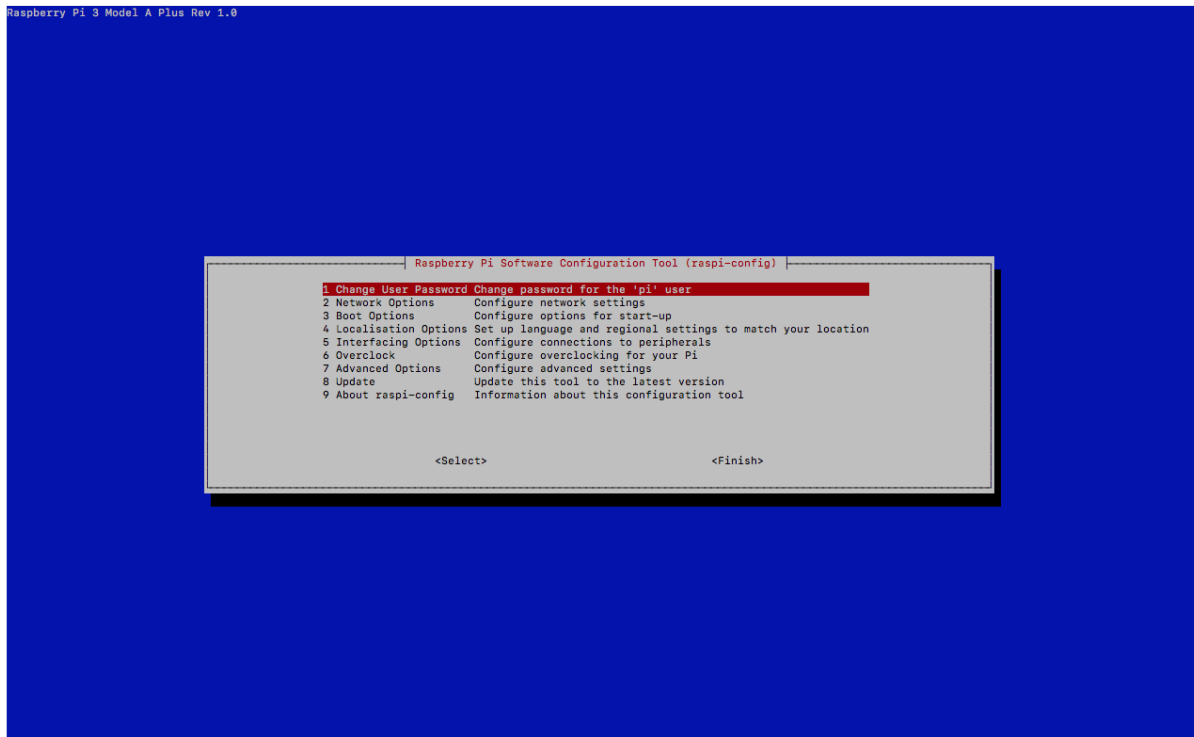 Raspberry Pi 3 Model A Plus Rev 1.0
Raspberry Pi Software Configuration Tool (raspi-config)
1 Change User Password Change password for the 'pi' user
2 Network Options Configure network settings
3 Boot Options Configure options for start-up
4 Localisation Options Set up language and regional settings to match your location
5 Interfacing Options Configure connections to peripherals
6 Overclock Configure overclocking for your Pi
7 Advanced Options Configure advanced settings
8 Update Update this tool to the latest version
9 About raspi-config Information about this configuration tool
<Select> <Finish>